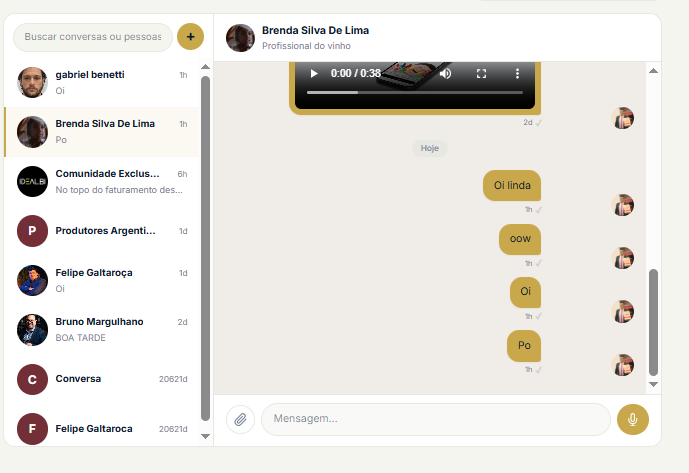 Buscar conversas ou pessoas
+
gabriel benetti 1h
Oi
Brenda Silva De Lima 1h
Po
IDEAL.BI
Comunidade Exclus... 6h
No topo do faturamento des...
P
Produtores Argenti... 1d
Felipe Galtaroça 1d
Oi
Bruno Margulhano 2d
BOA TARDE
C
Conversa 20621d
F
Felipe Galtaroca 20621d
Brenda Silva De Lima
Profissional do vinho
0:00 / 0:38
2d ✓
Hoje
Oi linda
1h ✓
oow
1h ✓
Oi
1h ✓
Po
1h ✓
Mensagem...